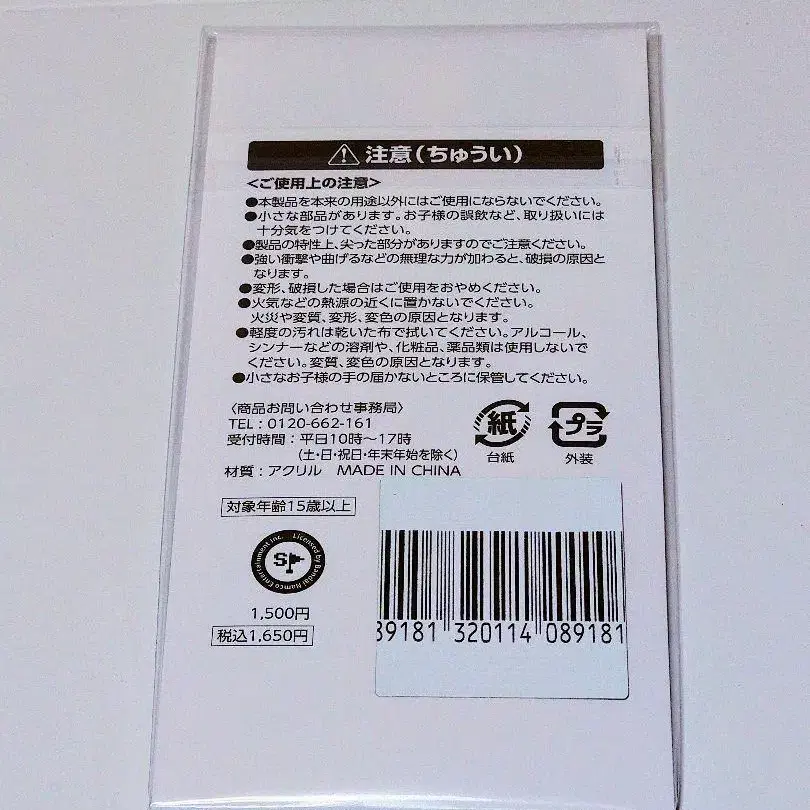 注意(ちゅうい)
<ご使用上の注意>
●本製品を本来の用途以外にはご使用にならないでください。
●小さな部品があります。お子様の誤飲など、取り扱いには
十分気をつけてください。
●製品の特性上、尖った部分がありますのでご注意ください。
●強い衝撃や曲げるなどの無理な力が加わると、破損の原因と
なります。
●変形、破損した場合はご使用をおやめください。
●火気などの熱源の近くに置かないでください。
火災や変質、変形、変色の原因となります。
●軽度の汚れは乾いた布で拭いてください。アルコール、
シンナーなどの溶剤や、化粧品、薬品類は使用しないで
ください。変質、変色の原因となります。
●小さなお子様の手の届かないところに保管してください。
〈商品お問い合わせ事務局〉
TEL:0120-662-161
受付時間:平日10時~17時
(土・日・祝日・年末年始を除く)
材質:アクリル MADE IN CHINA
紙
台紙
プラ
外装
対象年齢15歳以上
Licensed by Bandai Namco Entertainment Inc.
SP
1,500円
税込1,650円
39181 320114 089181